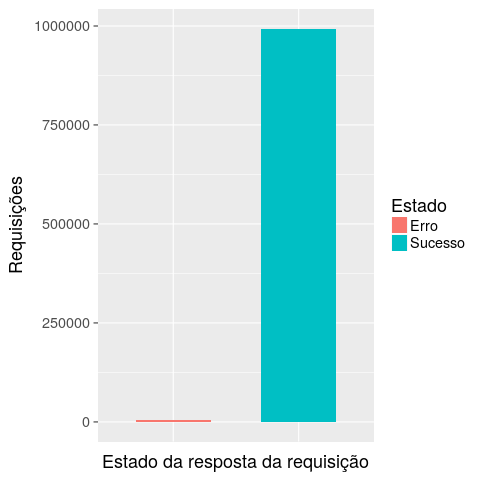 Requisições
1000000
750000
500000
250000
0
Estado da resposta da requisição
Estado
Erro
Sucesso